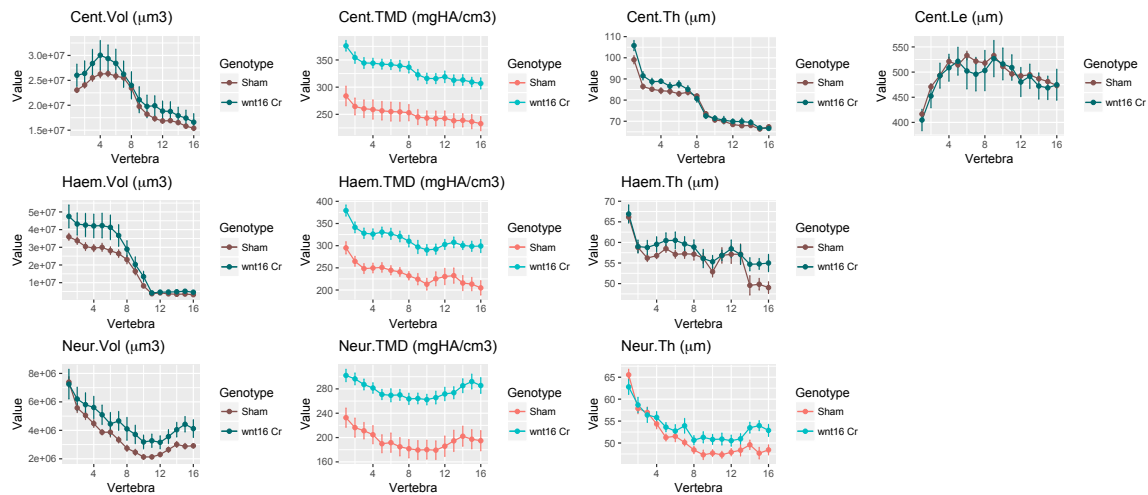 Cent.Vol (μm3)
Value
3.0e+07
2.5e+07
2.0e+07
1.5e+07
4 8 12 16
Vertebra
Genotype
Sham
wnt16 Cr
Cent.TMD (mgHA/cm3)
Value
350
300
250
4 8 12 16
Vertebra
Genotype
Sham
wnt16 Cr
Cent.Th (μm)
Value
110
100
90
80
70
4 8 12 16
Vertebra
Genotype
Sham
wnt16 Cr
Cent.Le (μm)
Value
550
500
450
400
4 8 12 16
Vertebra
Genotype
Sham
wnt16 Cr
Haem.Vol (μm3)
Value
5e+07
4e+07
3e+07
2e+07
1e+07
4 8 12 16
Vertebra
Genotype
Sham
wnt16 Cr
Haem.TMD (mgHA/cm3)
Value
400
350
300
250
200
4 8 12 16
Vertebra
Genotype
Sham
wnt16 Cr
Haem.Th (μm)
Value
70
65
60
55
50
4 8 12 16
Vertebra
Genotype
Sham
wnt16 Cr
Neur.Vol (μm3)
Value
8e+06
6e+06
4e+06
2e+06
4 8 12 16
Vertebra
Genotype
Sham
wnt16 Cr
Neur.TMD (mgHA/cm3)
Value
280
240
200
160
4 8 12 16
Vertebra
Genotype
Sham
wnt16 Cr
Neur.Th (μm)
Value
65
60
55
50
4 8 12 16
Vertebra
Genotype
Sham
wnt16 Cr